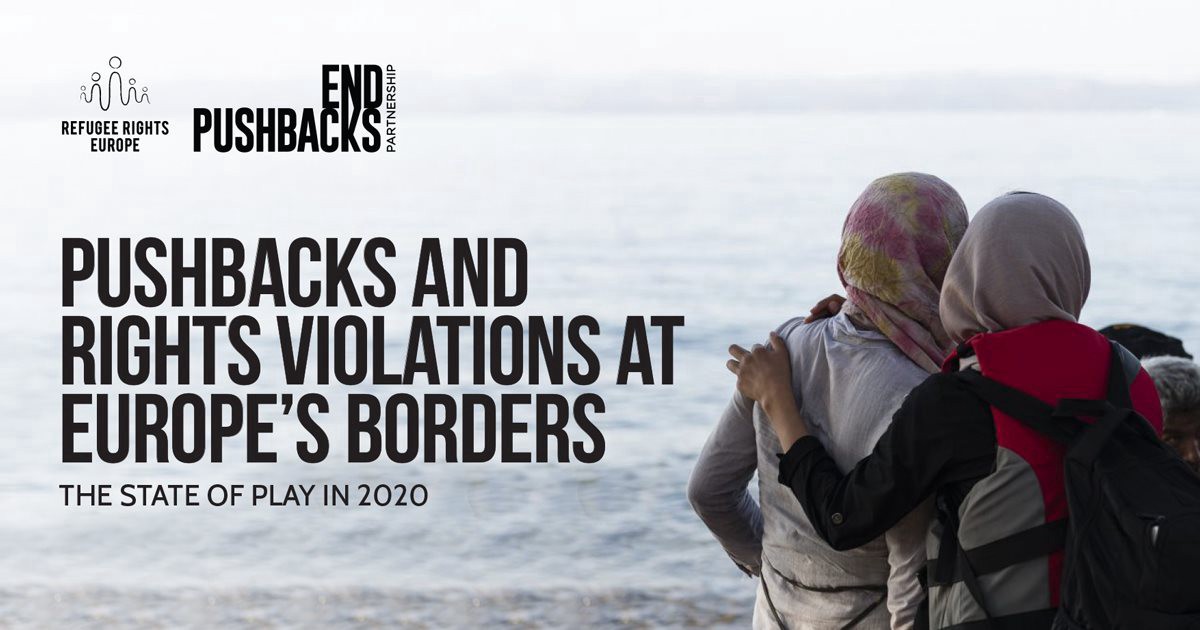 REFUGEE RIGHTS
EUROPE
END
PUSHBACKS
PARTNERSHIP
PUSHBACKS AND
RIGHTS VIOLATIONS AT
EUROPE'S BORDERS
THE STATE OF PLAY IN 2020